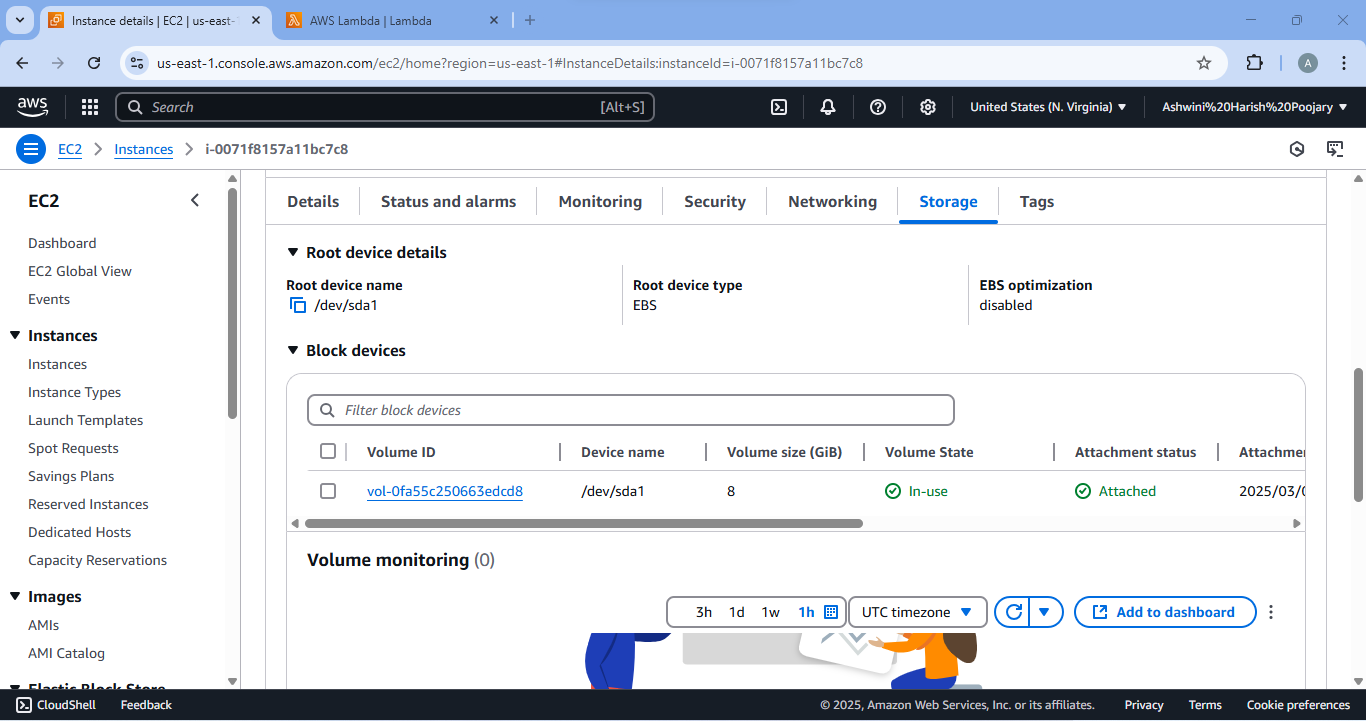 Instance details | EC2 | us-east-
AWS Lambda | Lambda
us-east-1.console.aws.amazon.com/ec2/home?region=us-east-1#InstanceDetails:instanceId=i-0071f8157a11bc7c8
A
aws
Search
[Alt+S]
United States (N. Virginia)
Ashwini%20Harish%20Poojary
EC2
Instances
i-0071f8157a11bc7c8
EC2
Dashboard
EC2 Global View
Events
Instances
Instances
Instance Types
Launch Templates
Spot Requests
Savings Plans
Reserved Instances
Dedicated Hosts
Capacity Reservations
Images
AMIs
AMI Catalog
Elastic Block Store
Details
Status and alarms
Monitoring
Security
Networking
Storage
Tags
Root device details
Root device name
/dev/sda1
Root device type
EBS
EBS optimization
disabled
Block devices
Filter block devices
Volume ID Device name Volume size (GiB) Volume State Attachment status Attachme
vol-0fa55c250663edcd8 /dev/sda1 8 In-use Attached 2025/03/0
Volume monitoring (0)
3h 1d 1w 1h UTC timezone Add to dashboard
CloudShell Feedback © 2025, Amazon Web Services, Inc. or its affiliates. Privacy Terms Cookie preferences